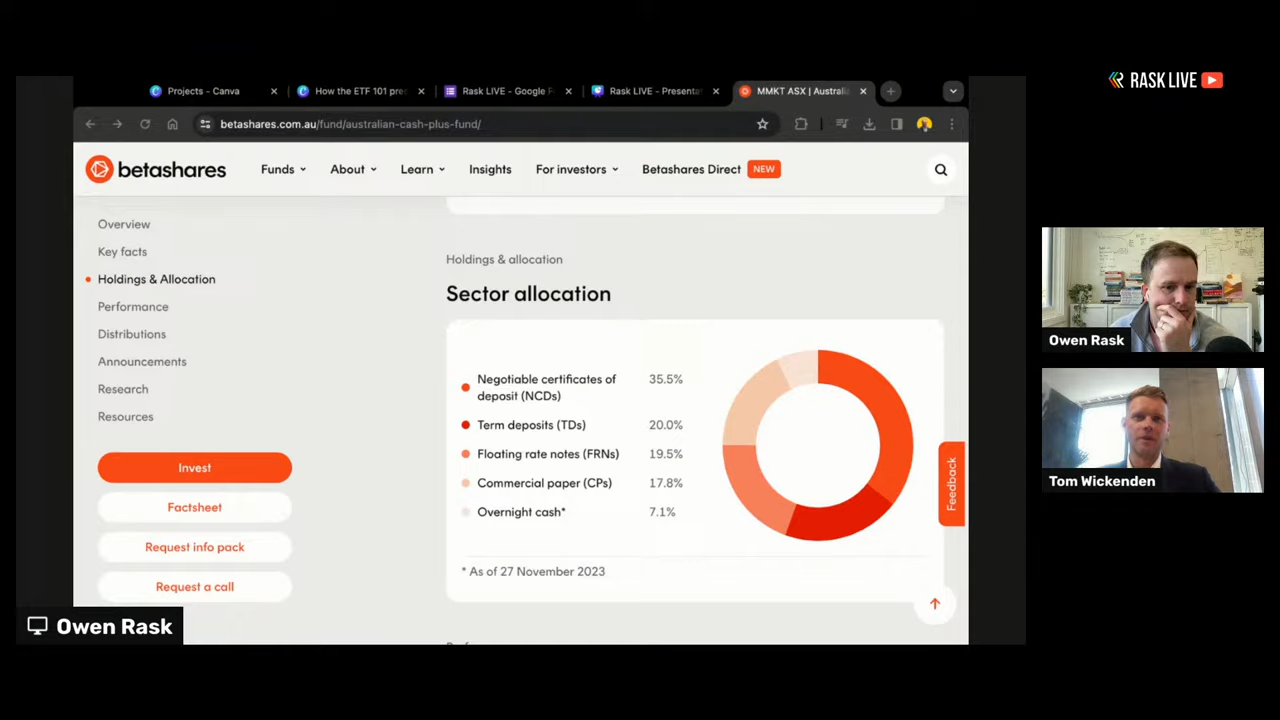 Projects - Canva
How the ETF 101 pre
Rask LIVE - Google F
Rask LIVE - Presenta
MMKT ASX | Australia
RASK LIVE
betashares.com.au/fund/australian-cash-plus-fund/
betashares
Funds
About
Learn
Insights
For investors
Betashares Direct
NEW
Overview
Key facts
Holdings & Allocation
Performance
Distributions
Announcements
Research
Resources
Invest
Factsheet
Request info pack
Request a call
Holdings & allocation
Sector allocation
Negotiable certificates of 35.5%
deposit (NCDs)
Term deposits (TDs) 20.0%
Floating rate notes (FRNs) 19.5%
Commercial paper (CPs) 17.8%
Overnight cash* 7.1%
* As of 27 November 2023
Feedback
Owen Rask
Tom Wickenden
Owen Rask